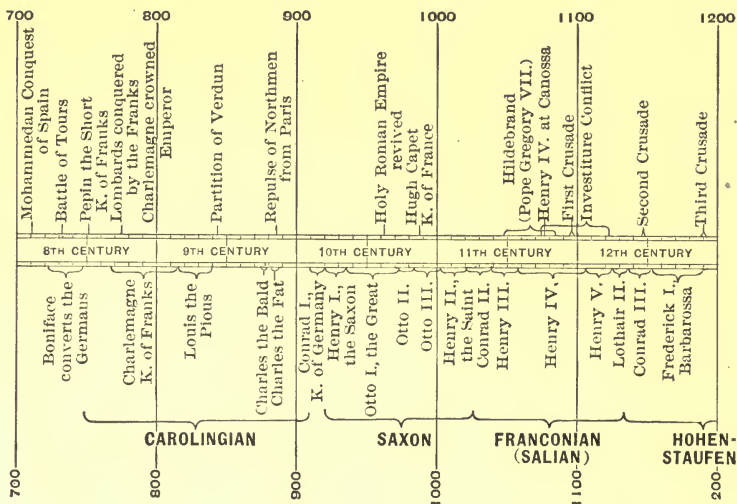 700
800
900
1000
1100
1200
Mohammedan Conquest
of Spain
Battle of Tours
Pepin the Short
K. of Franks
Lombards conquered
by the Franks
Charlemagne crowned
Emperor
Partition of Verdun
Repulse of Northmen
from Paris
Holy Roman Empire
revived
Hugh Capet
K. of France
Hildebrand
(Pope Gregory VII.)
Henry IV. at Canossa
First Crusade
Investiture Conflict
Second Crusade
Third Crusade
8TH CENTURY
9TH CENTURY
10TH CENTURY
11TH CENTURY
12TH CENTURY
Boniface
converts the
Germans
Charlemagne
K. of Franks
Louis the
Pious
Charles the Bald
Charles the Fat
Conrad I.,
K. of Germany
Henry I.,
the Saxon
Otto I., the Great
Otto II.
Otto III.
Henry II.,
the Saint
Conrad II.
Henry III.
Henry IV.
Henry V.
Lothair II.
Conrad III.
Frederick I.,
Barbarossa
CAROLINGIAN
SAXON
FRANCONIAN
(SALIAN)
HOHEN-
STAUFEN
700
800
900
1000
1100
1200